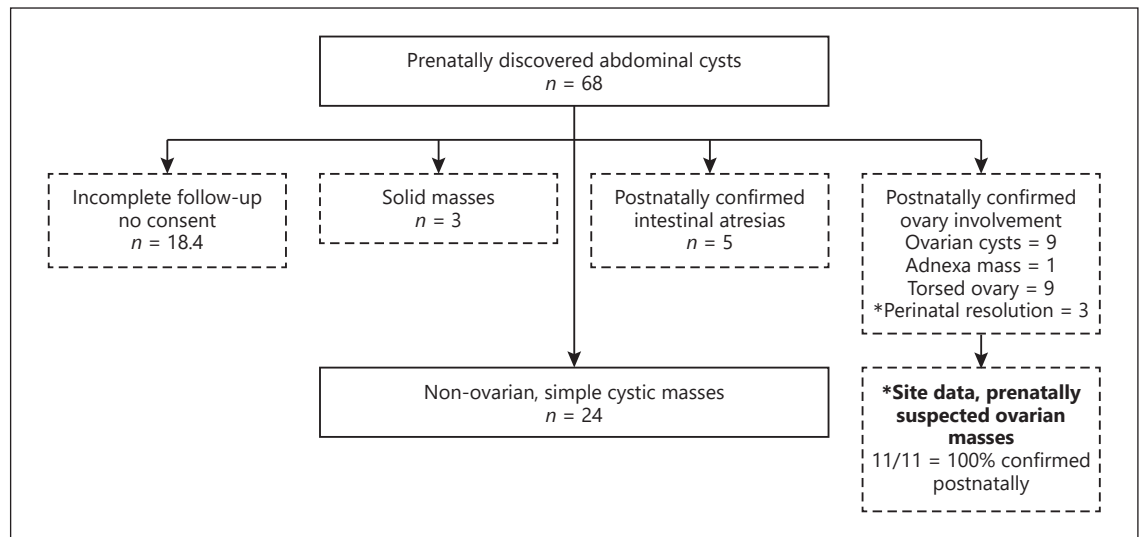 Prenatally discovered abdominal cysts
n = 68
Incomplete follow-up
no consent
n = 18.4
Solid masses
n = 3
Postnatally confirmed
intestinal atresias
n = 5
Postnatally confirmed
ovary involvement
Ovarian cysts = 9
Adnexa mass = 1
Torsed ovary = 9
*Perinatal resolution = 3
Non-ovarian, simple cystic masses
n = 24
*Site data, prenatally
suspected ovarian
masses
11/11 = 100% confirmed
postnatally